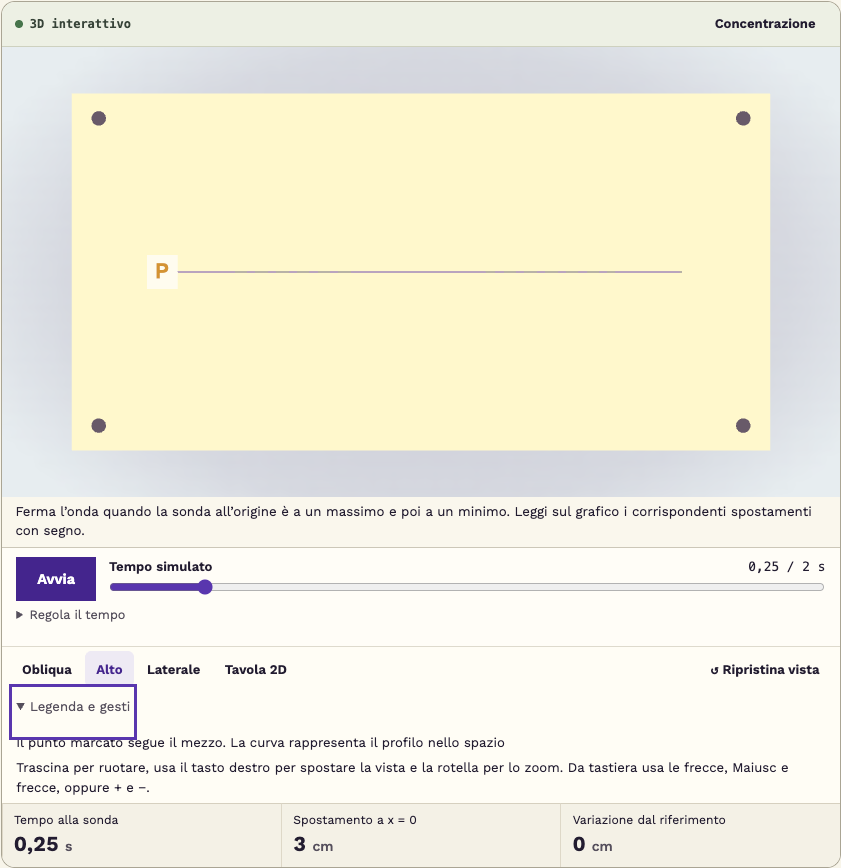 3D interattivo
Concentrazione
P
Ferma l’onda quando la sonda all’origine è a un massimo e poi a un minimo. Leggi sul grafico i corrispondenti spostamenti
con segno.
Avvia
Tempo simulato
0,25 / 2 s
▶ Regola il tempo
Obliqua
Alto
Laterale
Tavola 2D
↺ Ripristina vista
▼ Legenda e gesti
Il punto marcato segue il mezzo. La curva rappresenta il profilo nello spazio
Trascina per ruotare, usa il tasto destro per spostare la vista e la rotella per lo zoom. Da tastiera usa le frecce, Maiusc e
frecce, oppure + e −.
Tempo alla sonda
0,25 s
Spostamento a x = 0
3 cm
Variazione dal riferimento
0 cm